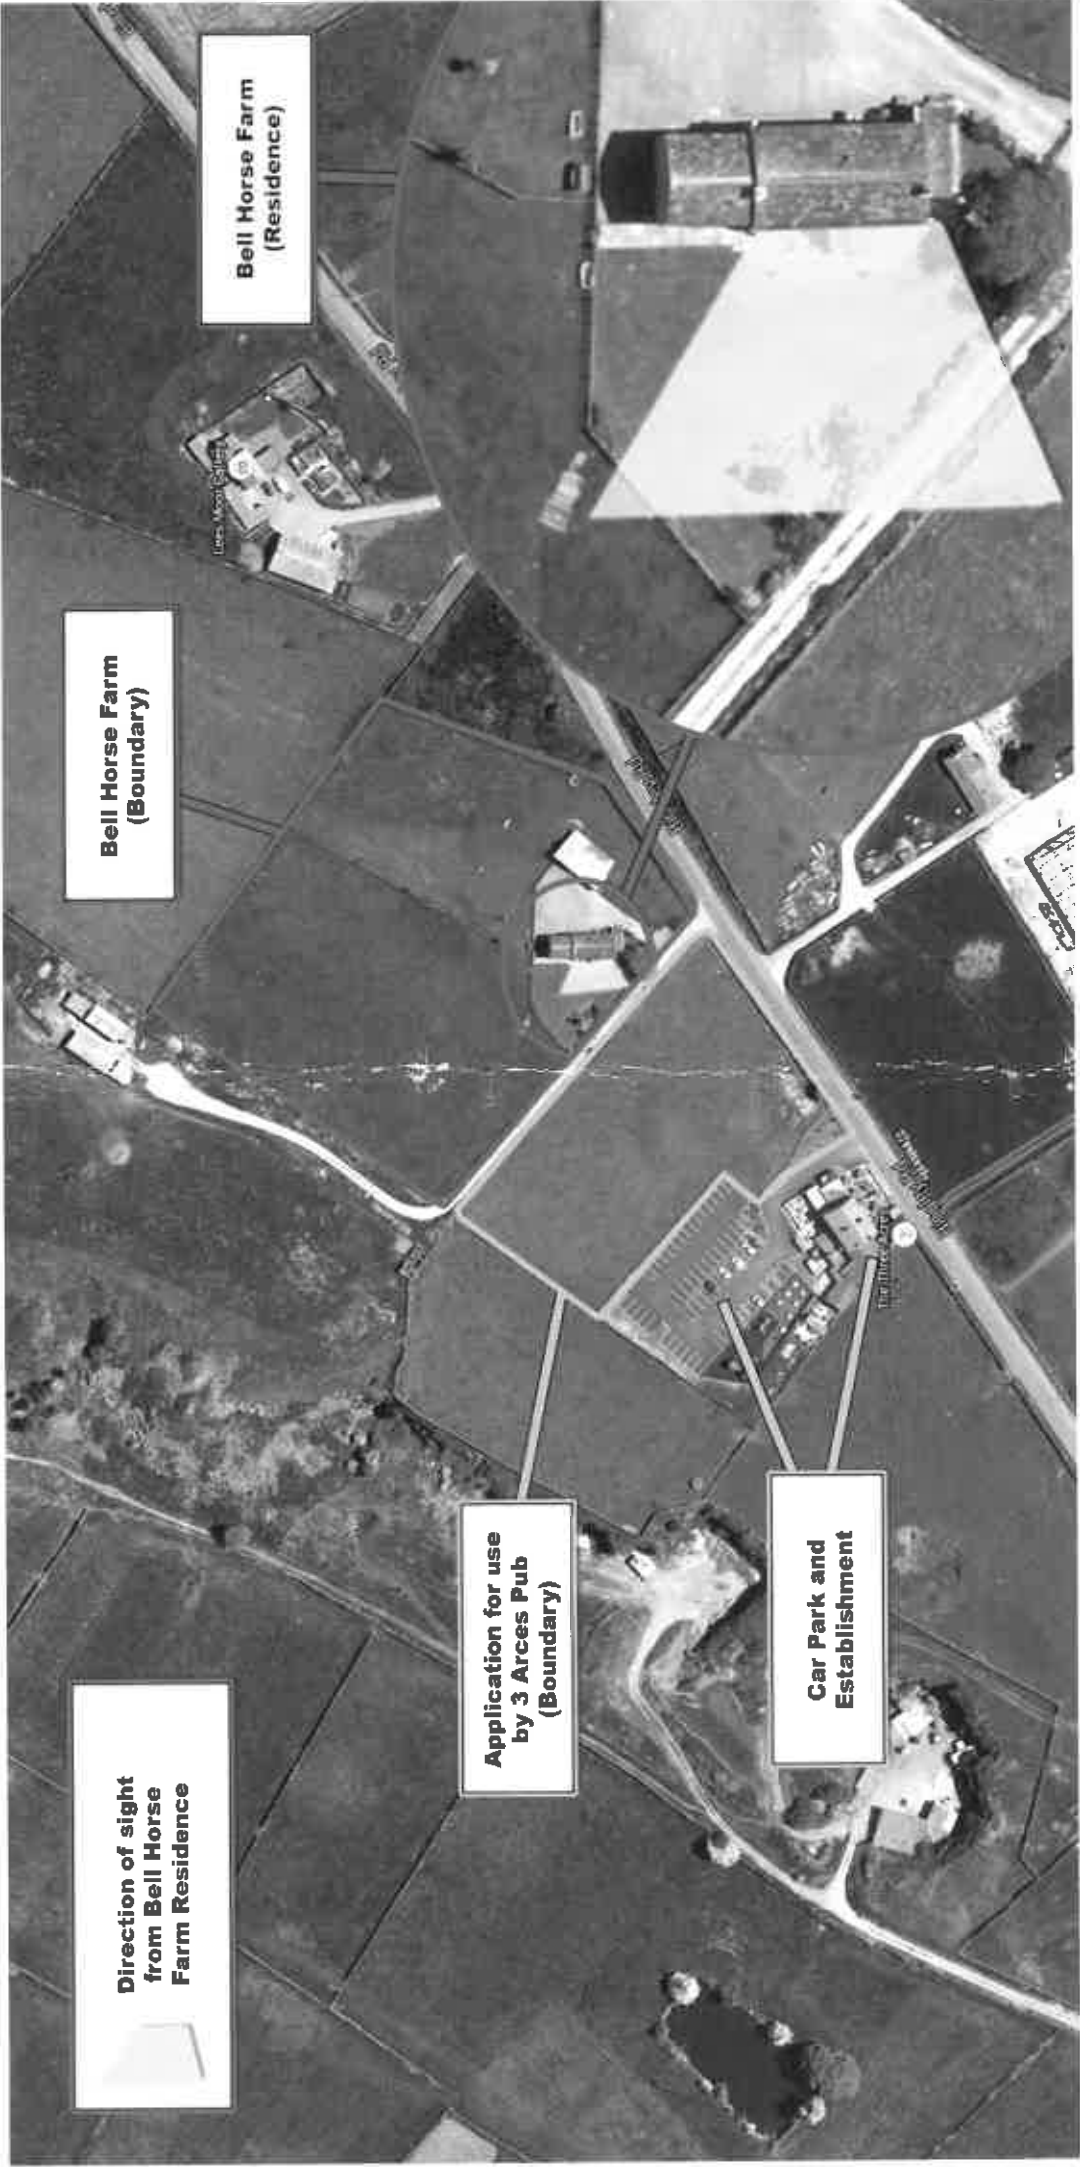 Direction of sight
from Bell Horse
Farm Residence
Application for use
by 3 Arces Pub
(Boundary)
Car Park and
Establishment
Bell Horse Farm
(Boundary)
Bell Horse Farm
(Residence)